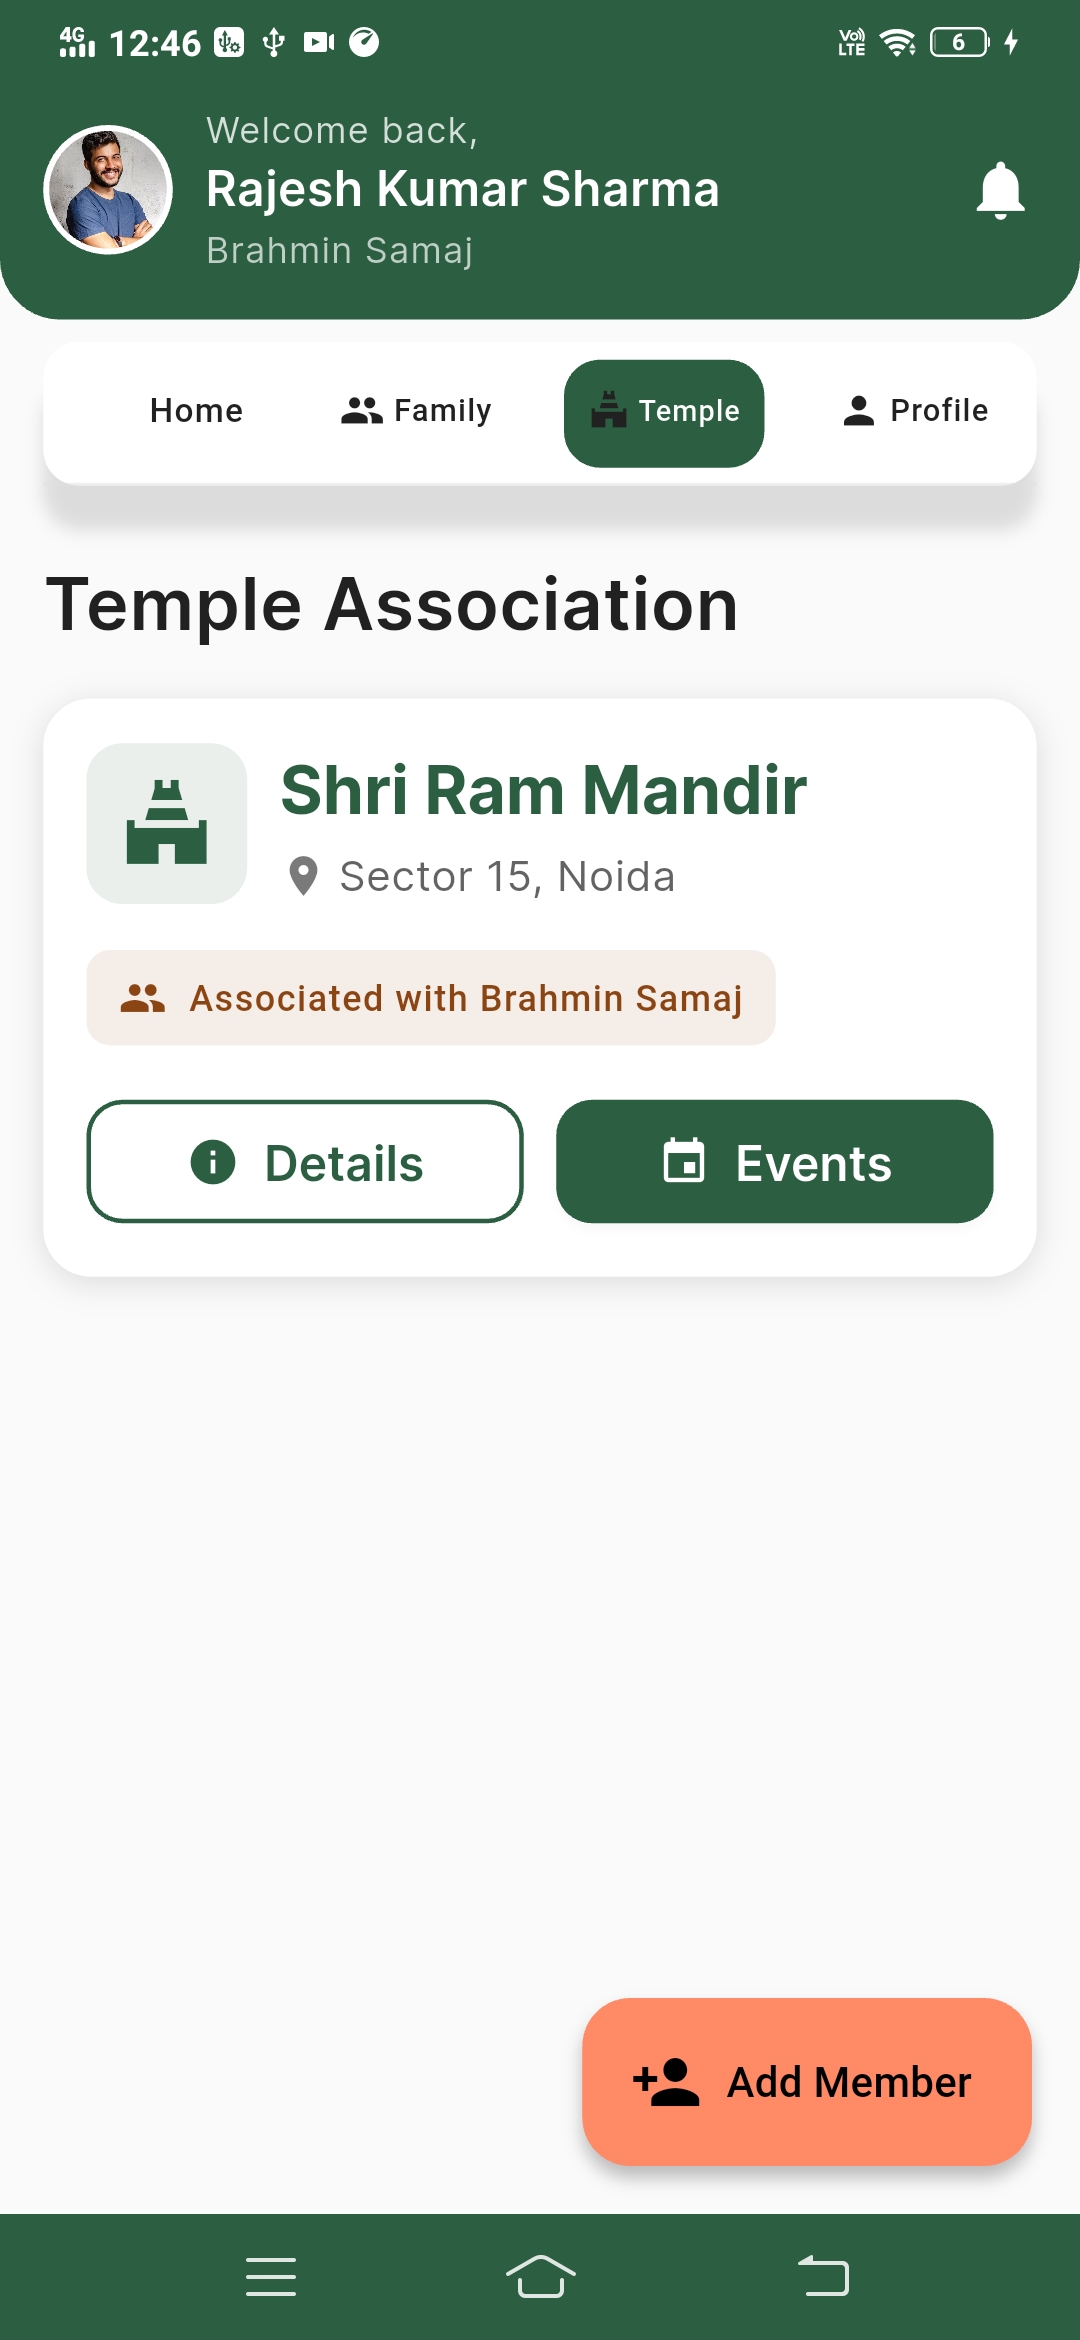 4G 12:46 Vo) LTE 6
Welcome back,
Rajesh Kumar Sharma
Brahmin Samaj
Home Family Temple Profile
Temple Association
Shri Ram Mandir
Sector 15, Noida
Associated with Brahmin Samaj
Details Events
Add Member